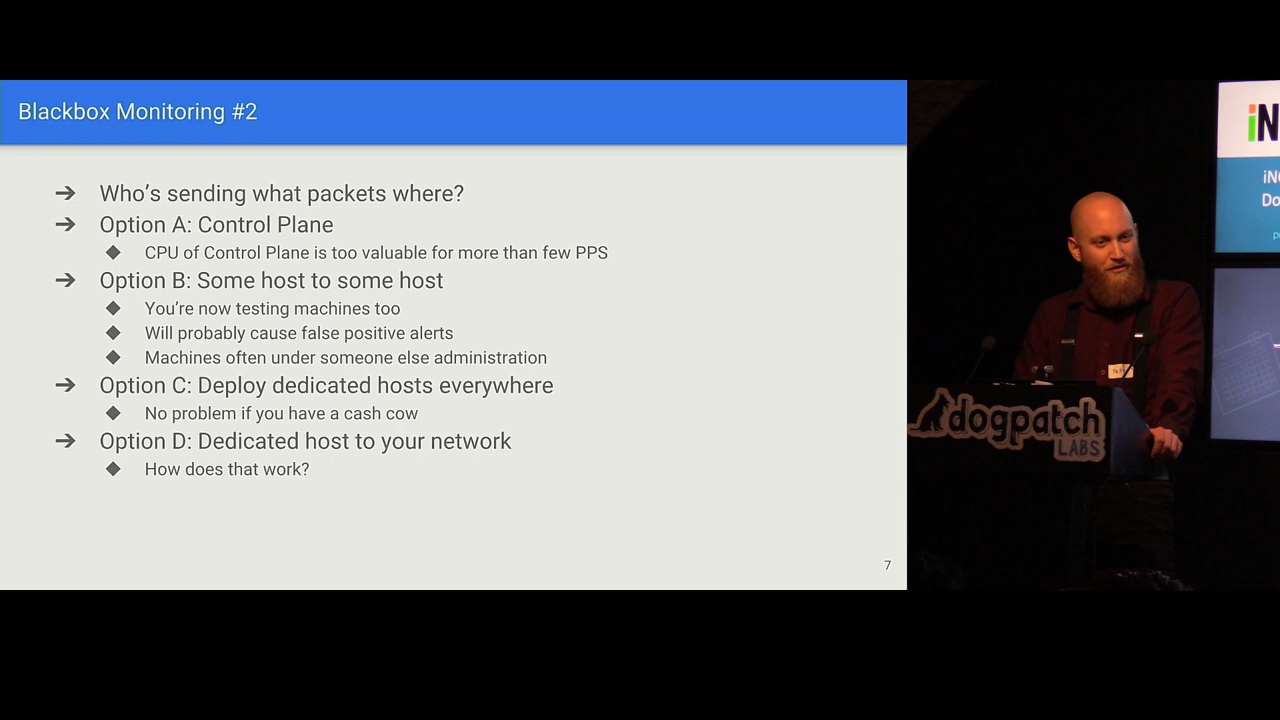 Blackbox Monitoring #2
Who's sending what packets where?
Option A: Control Plane
CPU of Control Plane is too valuable for more than few PPS
Option B: Some host to some host
You're now testing machines too
Will probably cause false positive alerts
Machines often under someone else administration
Option C: Deploy dedicated hosts everywhere
No problem if you have a cash cow
Option D: Dedicated host to your network
How does that work?
7
iN
iN
Do
dogpatch
LABS